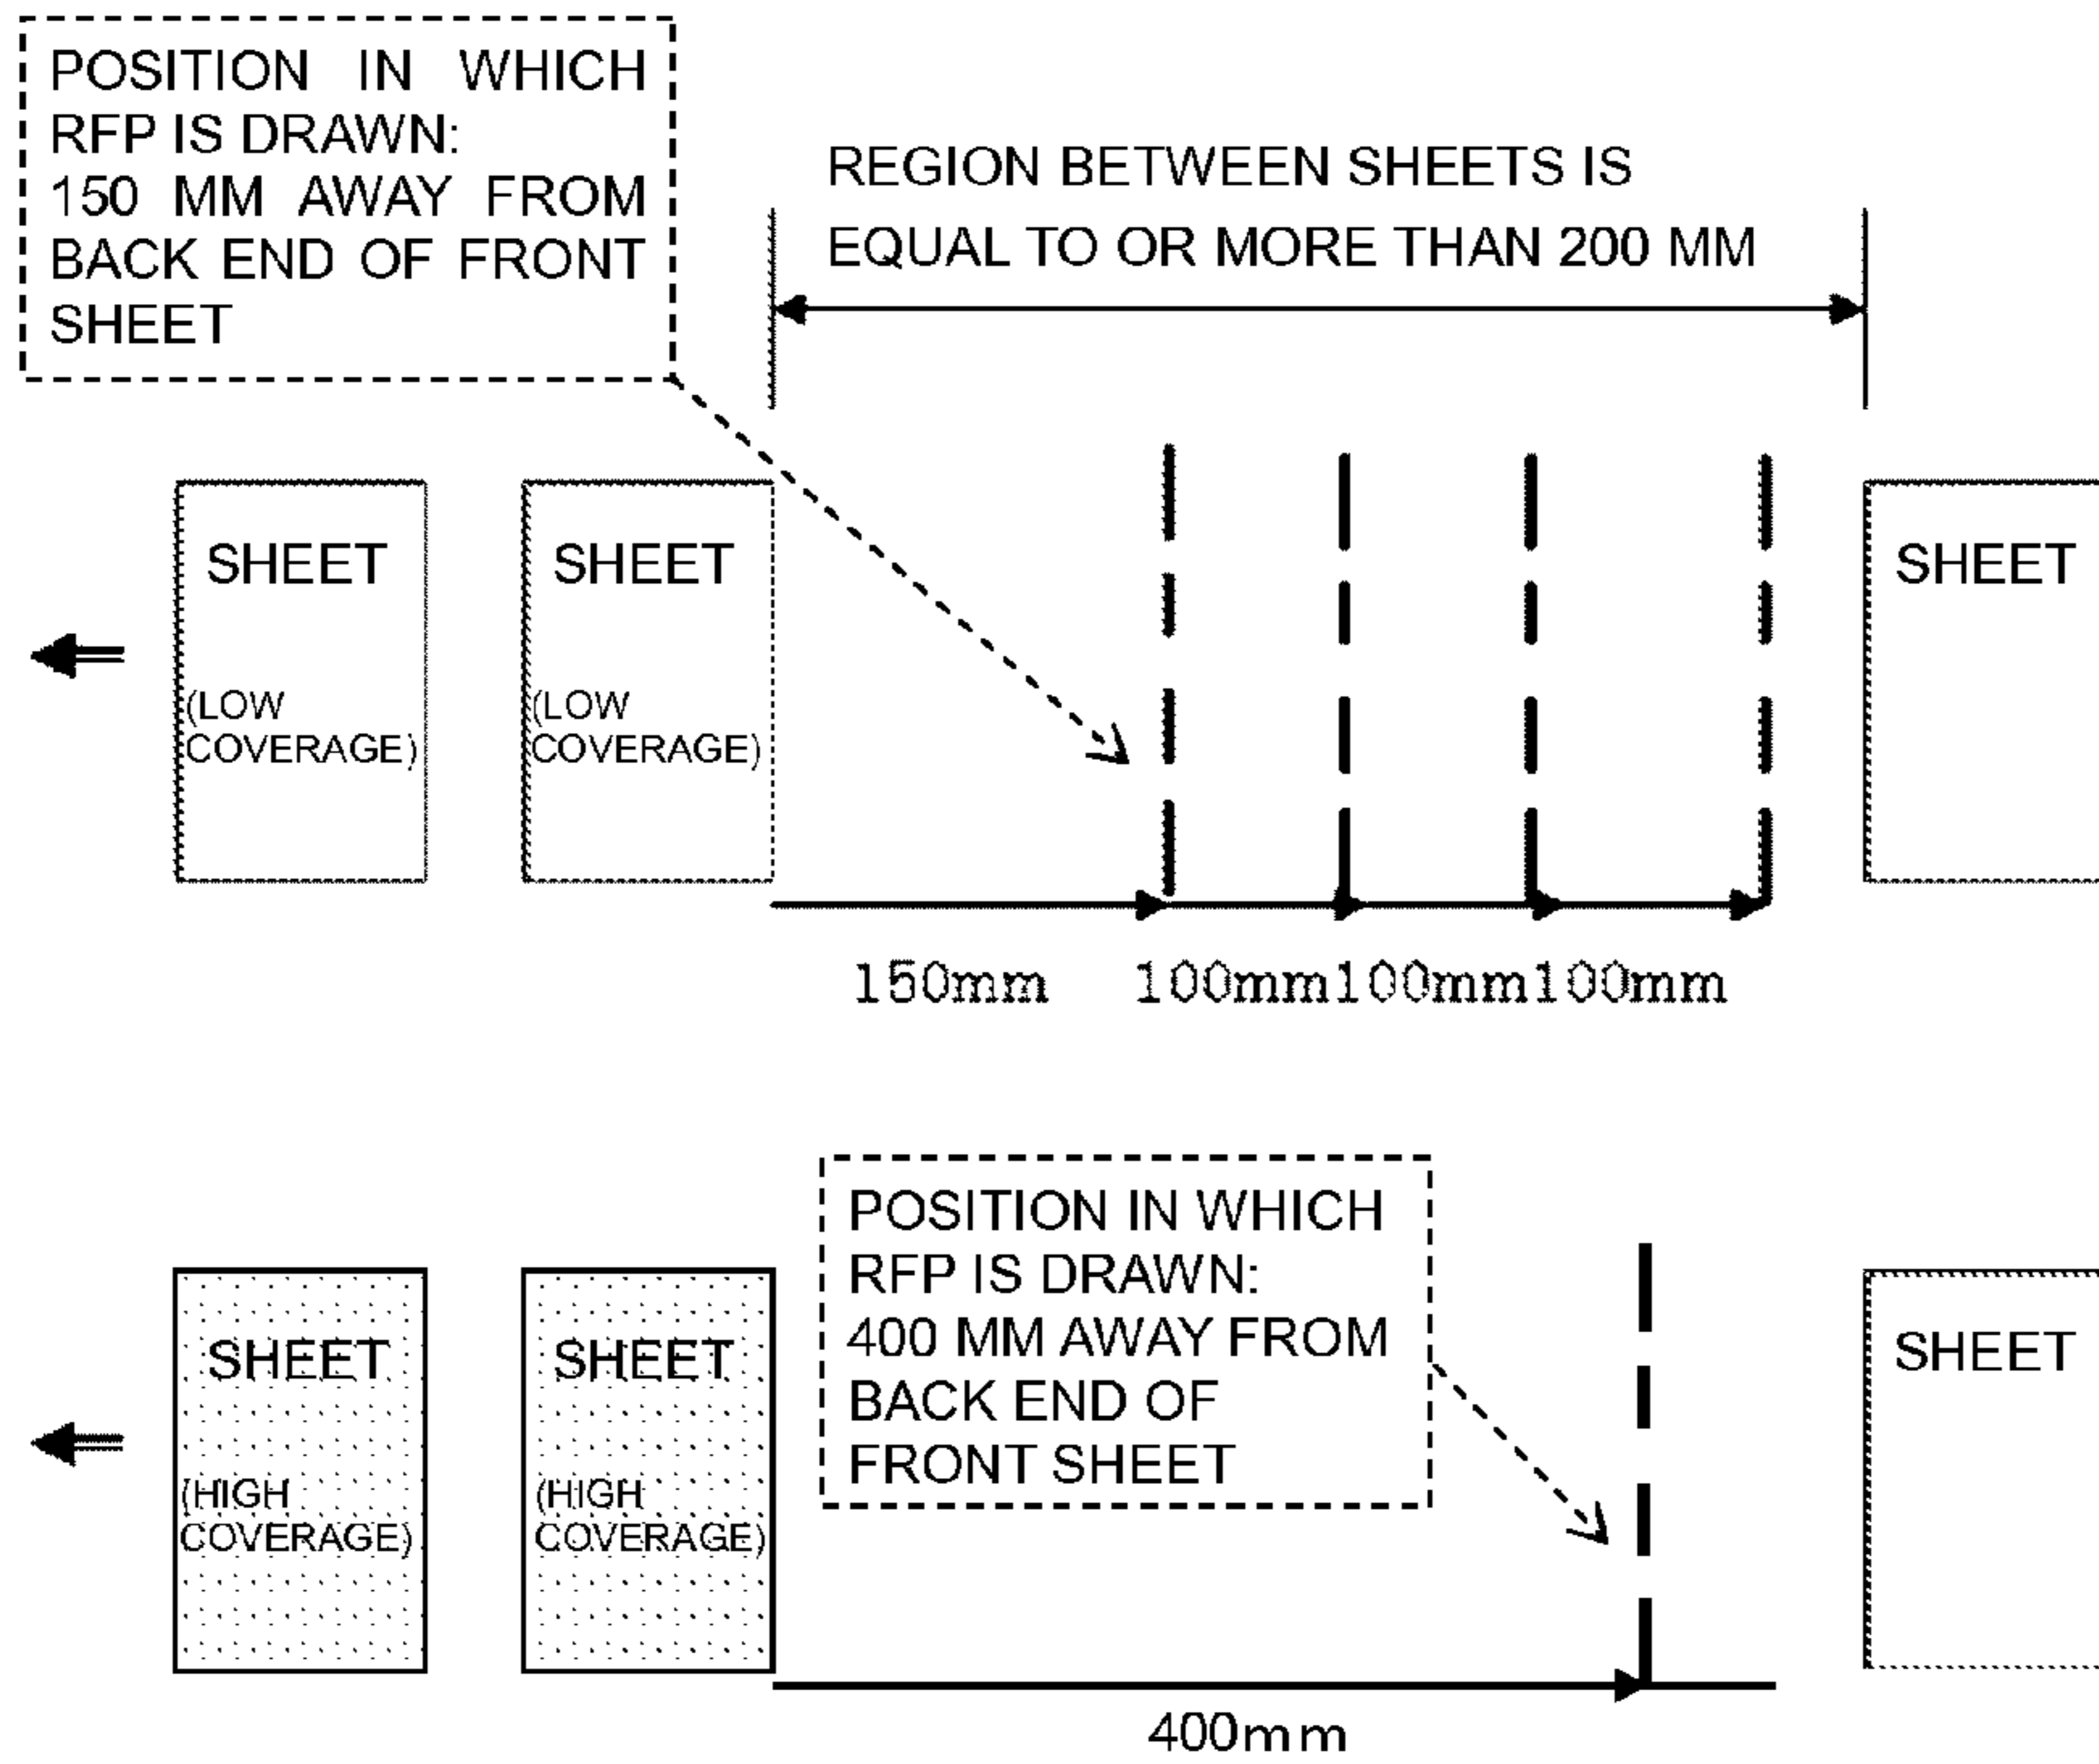 POSITION IN WHICH
RFP IS DRAWN:
150 MM AWAY FROM
BACK END OF FRONT
SHEET
REGION BETWEEN SHEETS IS
EQUAL TO OR MORE THAN 200 MM
SHEET
(LOW
COVERAGE)
SHEET
(LOW
COVERAGE)
SHEET
150mm 100mm100mm100mm
POSITION IN WHICH
RFP IS DRAWN:
400 MM AWAY FROM
BACK END OF
FRONT SHEET
SHEET
(HIGH
COVERAGE)
SHEET
(HIGH
COVERAGE)
SHEET
400mm